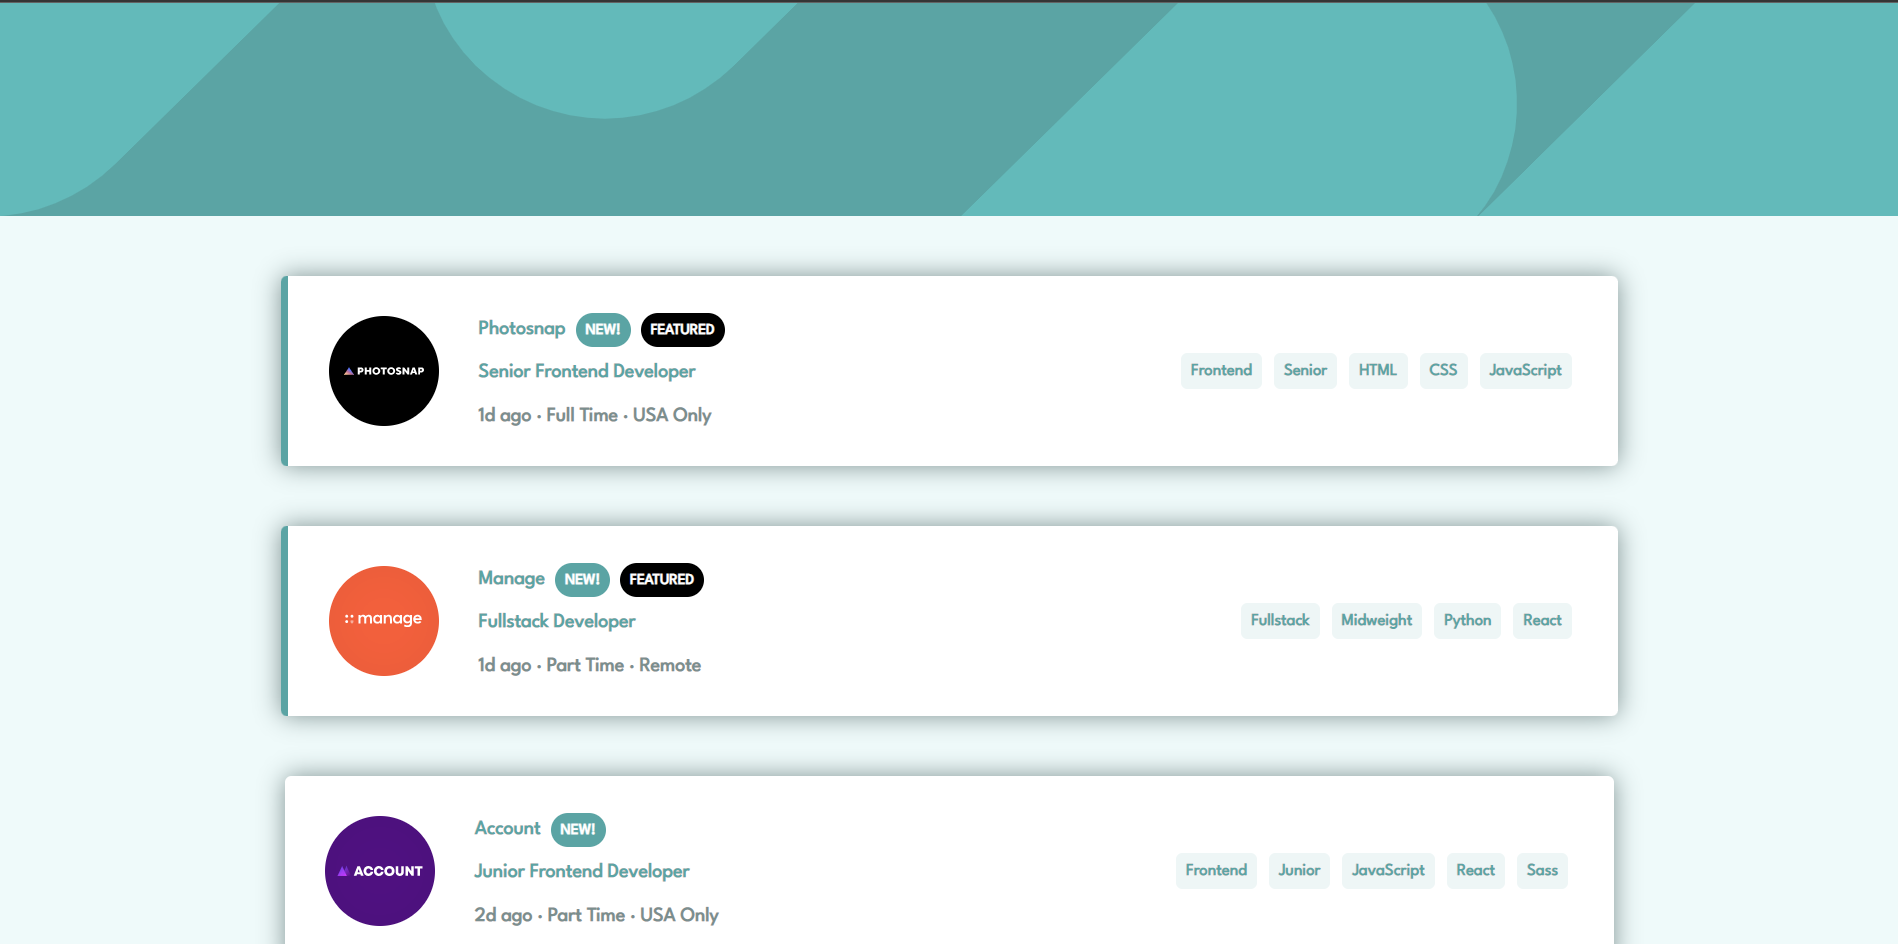 PHOTOSNAP
Photosnap NEW! FEATURED
Senior Frontend Developer
1d ago · Full Time · USA Only
Frontend Senior HTML CSS JavaScript
manage
Manage NEW! FEATURED
Fullstack Developer
1d ago · Part Time · Remote
Fullstack Midweight Python React
ACCOUNT
Account NEW!
Junior Frontend Developer
2d ago · Part Time · USA Only
Frontend Junior JavaScript React Sass